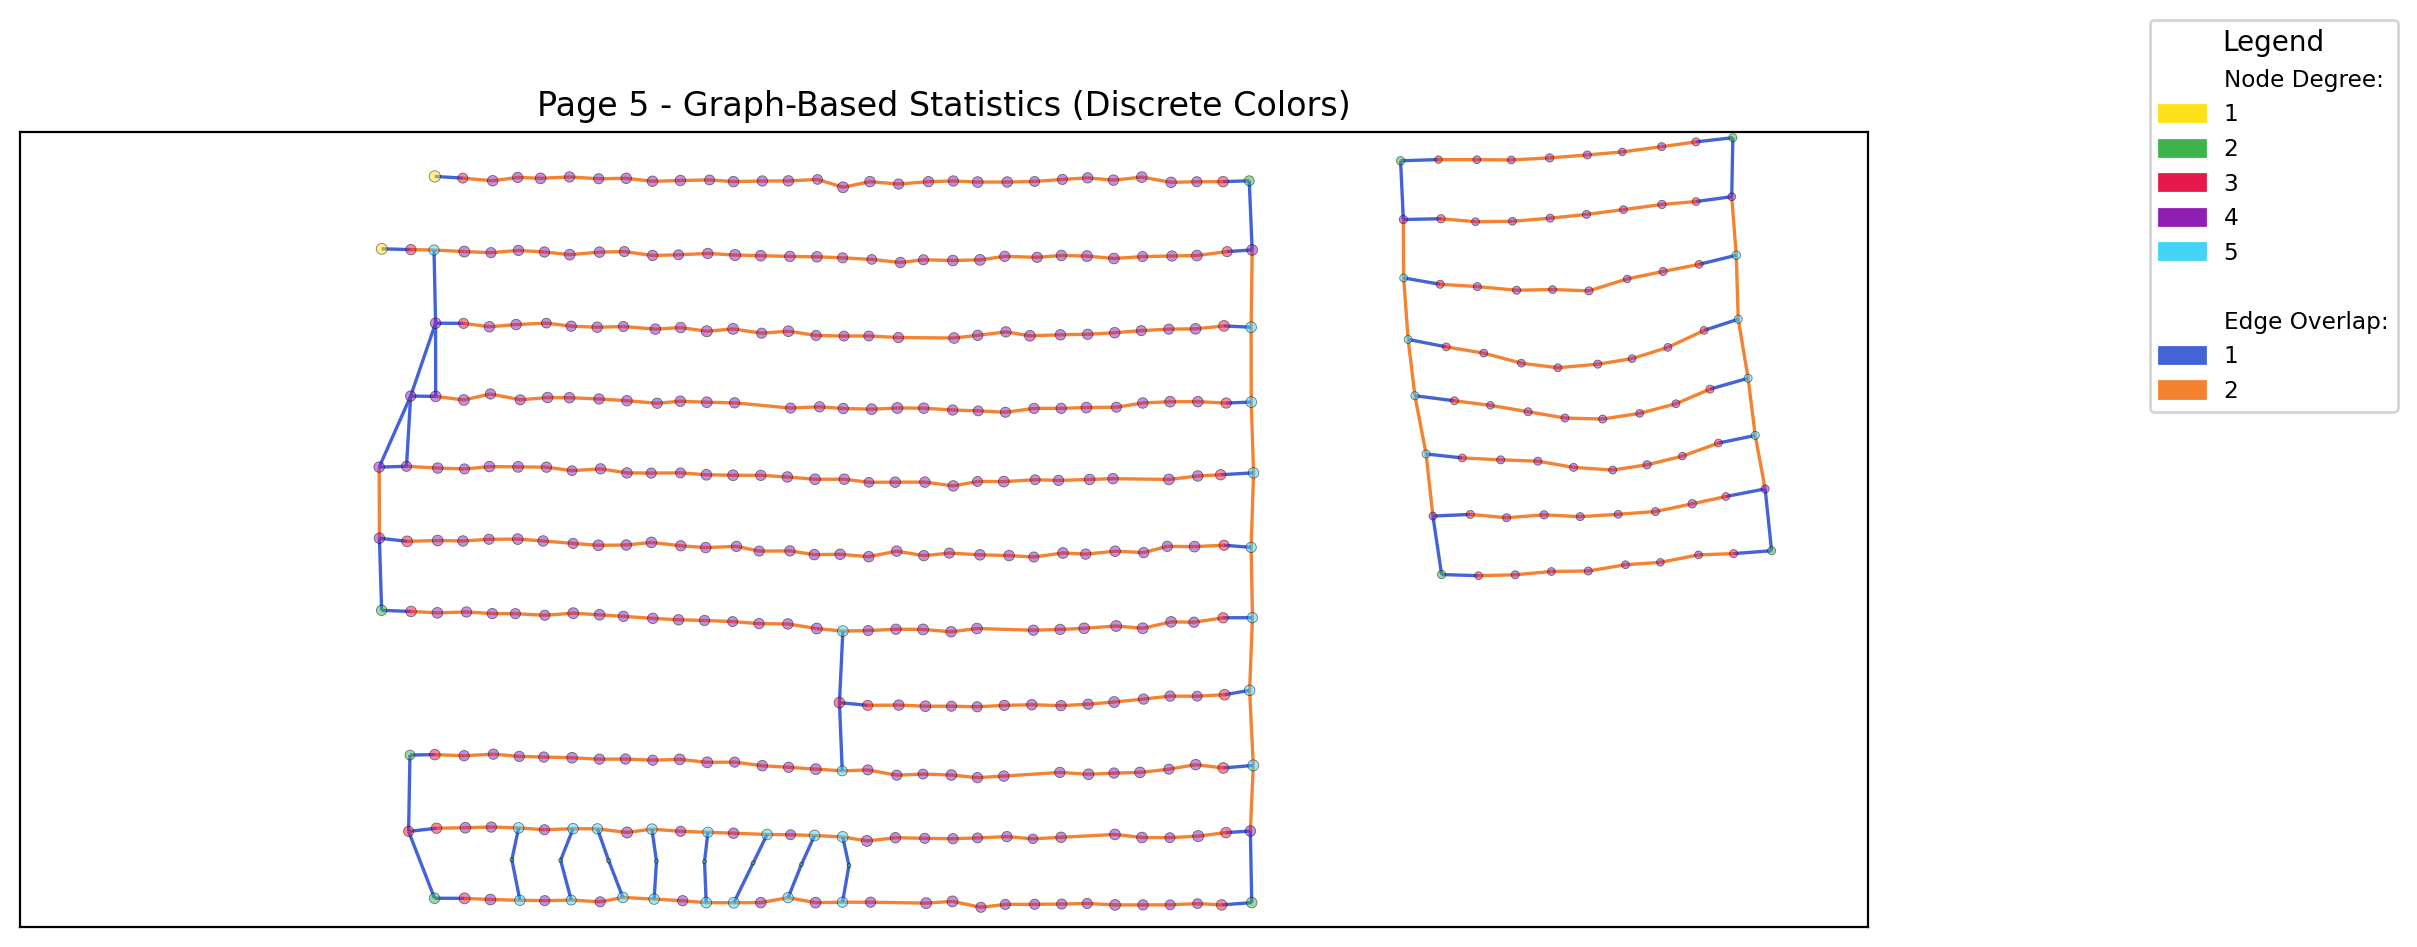 Page 5 - Graph-Based Statistics (Discrete Colors)
Legend
Node Degree:
1
2
3
4
5
Edge Overlap:
1
2